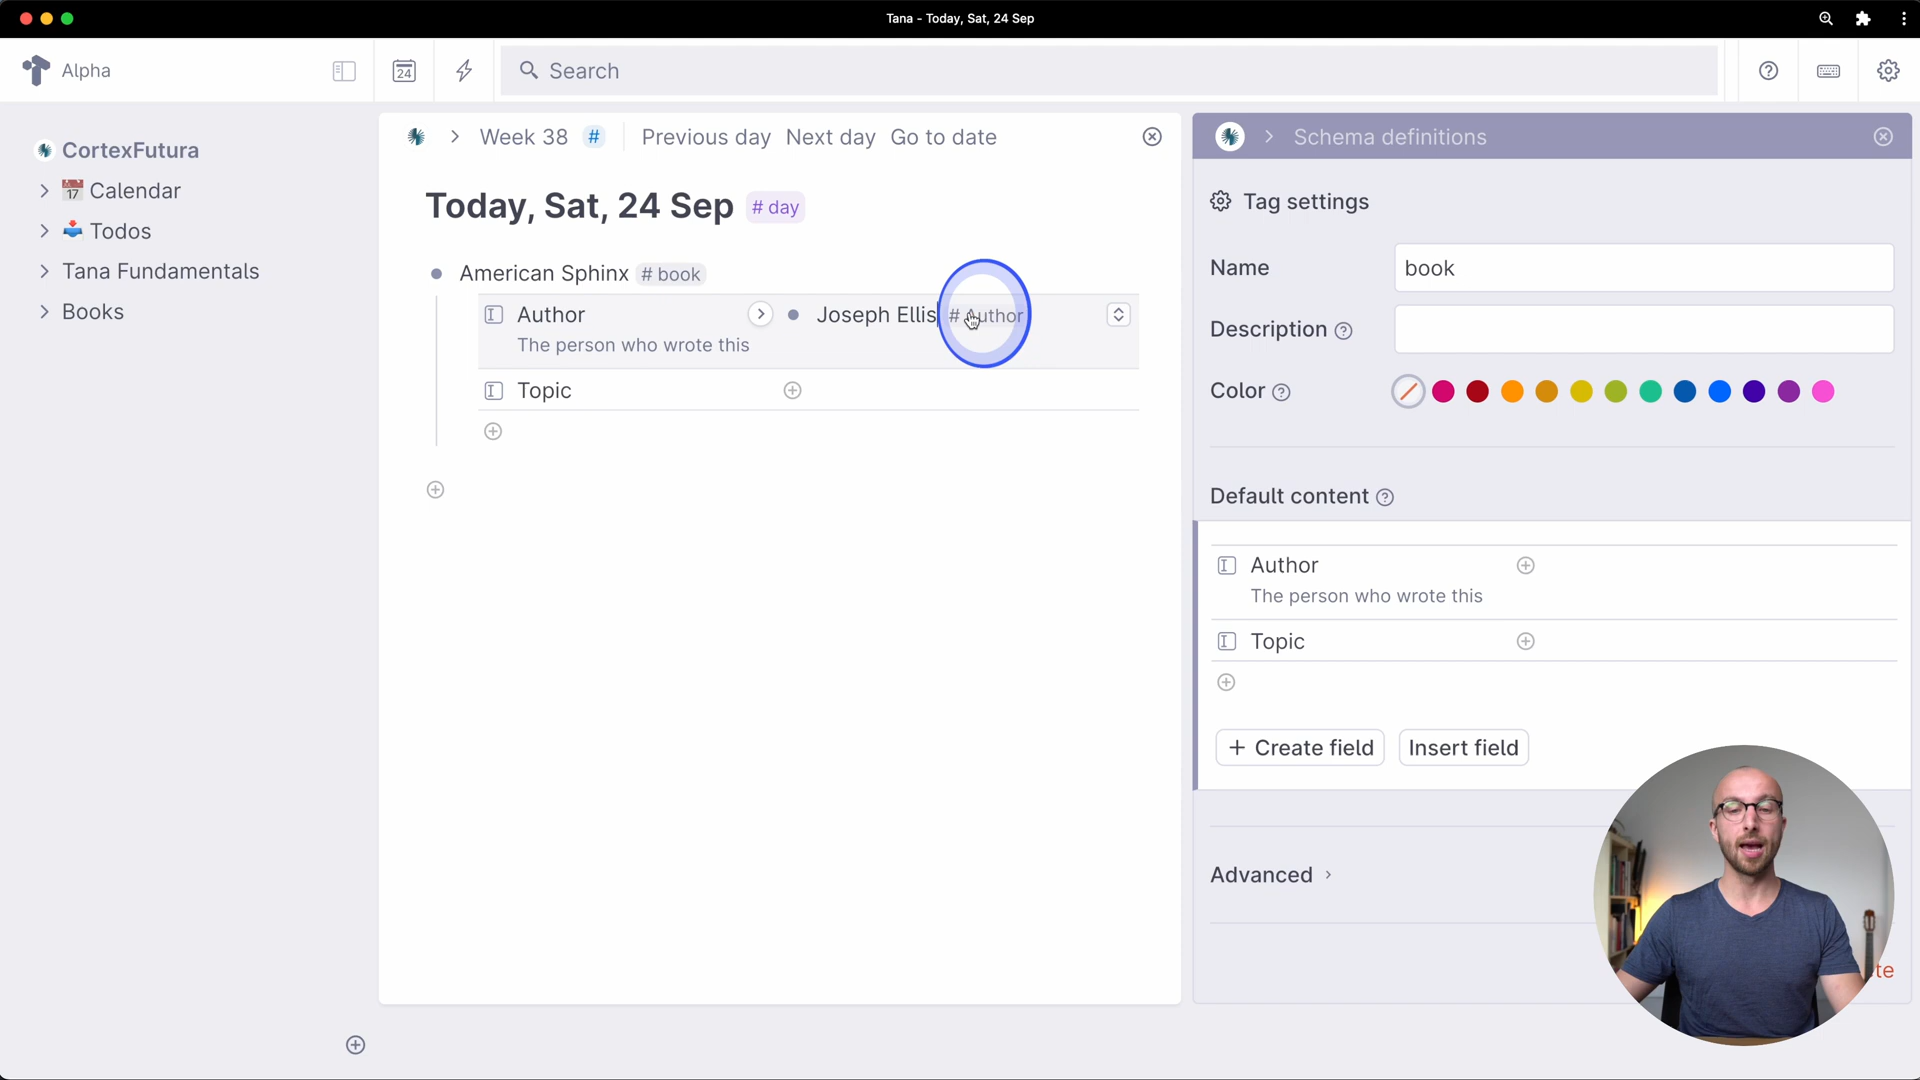 Tana - Today, Sat, 24 Sep
Alpha
24
Search
CortexFutura
17 Calendar
Todos
Tana Fundamentals
Books
Week 38 #
Previous day Next day Go to date
Today, Sat, 24 Sep # day
American Sphinx # book
Author
Joseph Ellis # Author
The person who wrote this
Topic
Schema definitions
Tag settings
Name
book
Description
Color
Default content
Author
The person who wrote this
Topic
+ Create field
Insert field
Advanced
te